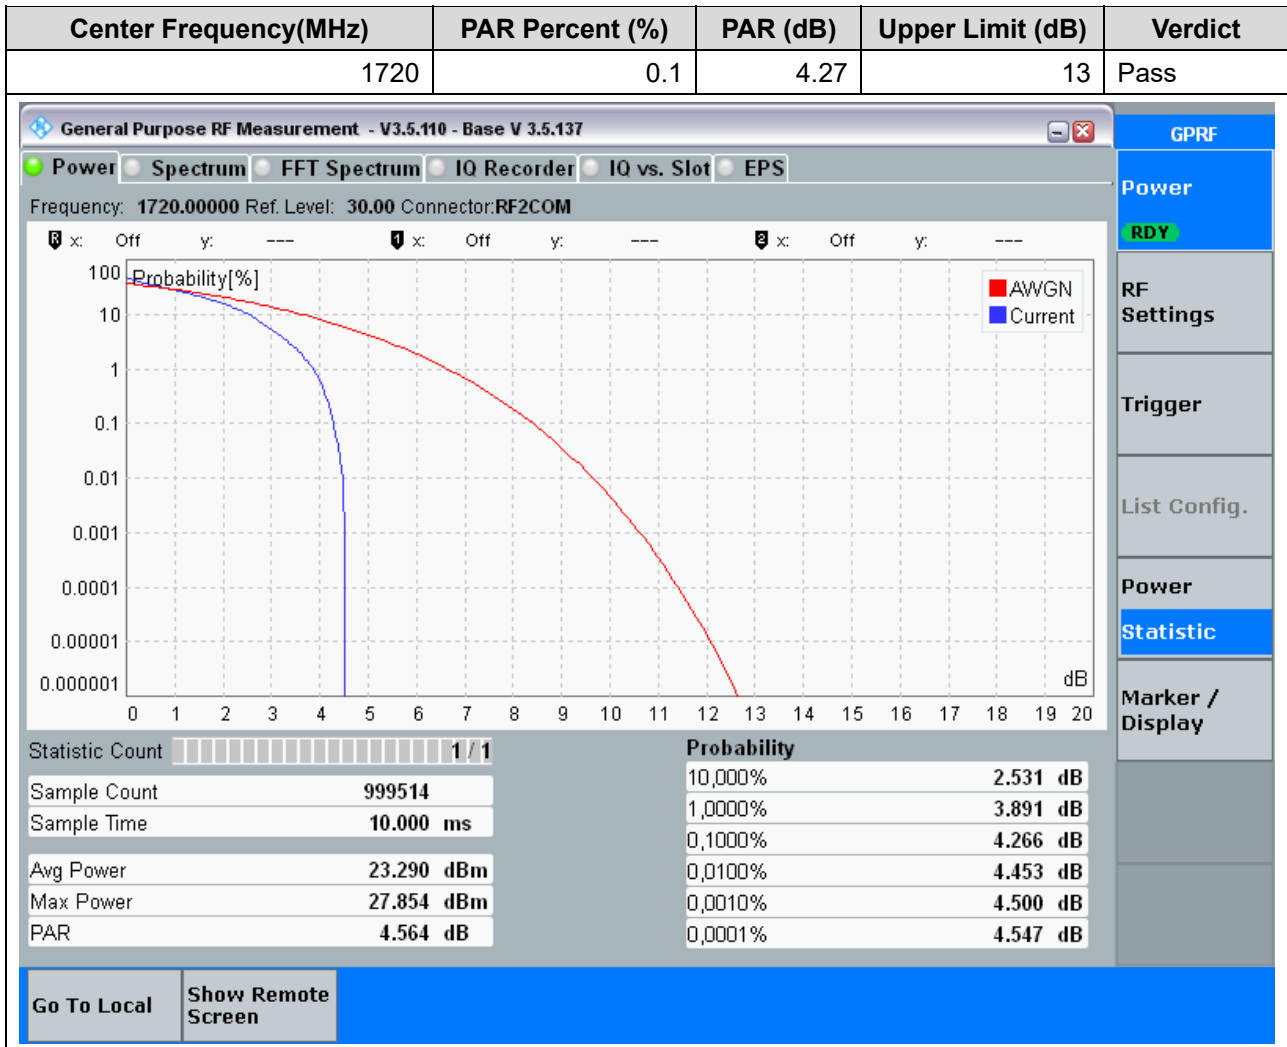 Center Frequency(MHz) PAR Percent (%) PAR (dB) Upper Limit (dB) Verdict
1720 0.1 4.27 13 Pass
General Purpose RF Measurement - V3.5.110 - Base V 3.5.137
GPRF
Power Spectrum FFT Spectrum IQ Recorder IQ vs. Slot EPS
Power
RDY
Frequency: 1720.00000 Ref. Level: 30.00 Connector:RF2COM
R x: Off y: --- 1 x: Off y: --- 2 x: Off y: ---
Probability[%]
AWGN
Current
100
10
1
0.1
0.01
0.001
0.0001
0.00001
0.000001
dB
0 1 2 3 4 5 6 7 8 9 10 11 12 13 14 15 16 17 18 19 20
RF
Settings
Trigger
List Config.
Power
Statistic
Marker /
Display
Statistic Count 1 / 1
Sample Count 999514
Sample Time 10.000 ms
Avg Power 23.290 dBm
Max Power 27.854 dBm
PAR 4.564 dB
Probability
10,000% 2.531 dB
1,0000% 3.891 dB
0,1000% 4.266 dB
0,0100% 4.453 dB
0,0010% 4.500 dB
0,0001% 4.547 dB
Go To Local
Show Remote
Screen